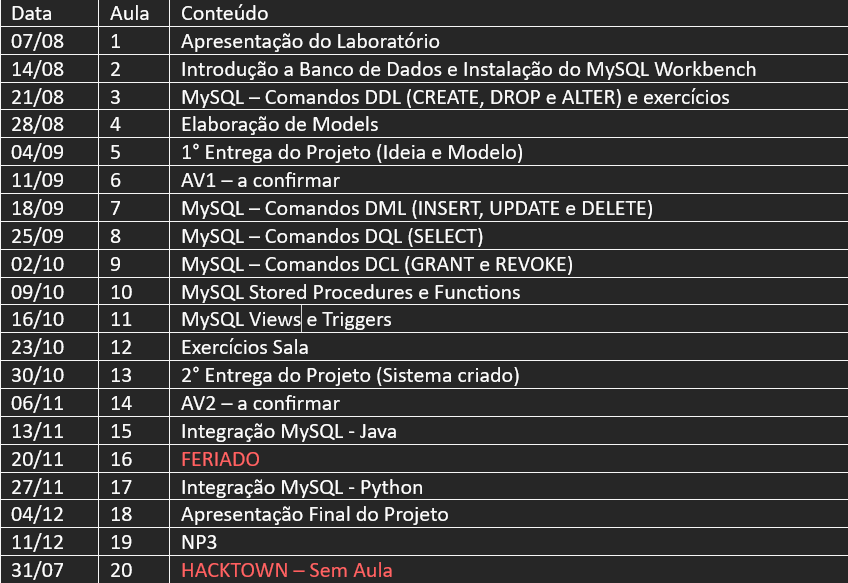 Data Aula Conteúdo
07/08 1 Apresentação do Laboratório
14/08 2 Introdução a Banco de Dados e Instalação do MySQL Workbench
21/08 3 MySQL – Comandos DDL (CREATE, DROP e ALTER) e exercícios
28/08 4 Elaboração de Models
04/09 5 1° Entrega do Projeto (Ideia e Modelo)
11/09 6 AV1 – a confirmar
18/09 7 MySQL – Comandos DML (INSERT, UPDATE e DELETE)
25/09 8 MySQL – Comandos DQL (SELECT)
02/10 9 MySQL – Comandos DCL (GRANT e REVOKE)
09/10 10 MySQL Stored Procedures e Functions
16/10 11 MySQL Views e Triggers
23/10 12 Exercícios Sala
30/10 13 2° Entrega do Projeto (Sistema criado)
06/11 14 AV2 – a confirmar
13/11 15 Integração MySQL - Java
20/11 16 FERIADO
27/11 17 Integração MySQL - Python
04/12 18 Apresentação Final do Projeto
11/12 19 NP3
31/07 20 HACKTOWN – Sem Aula